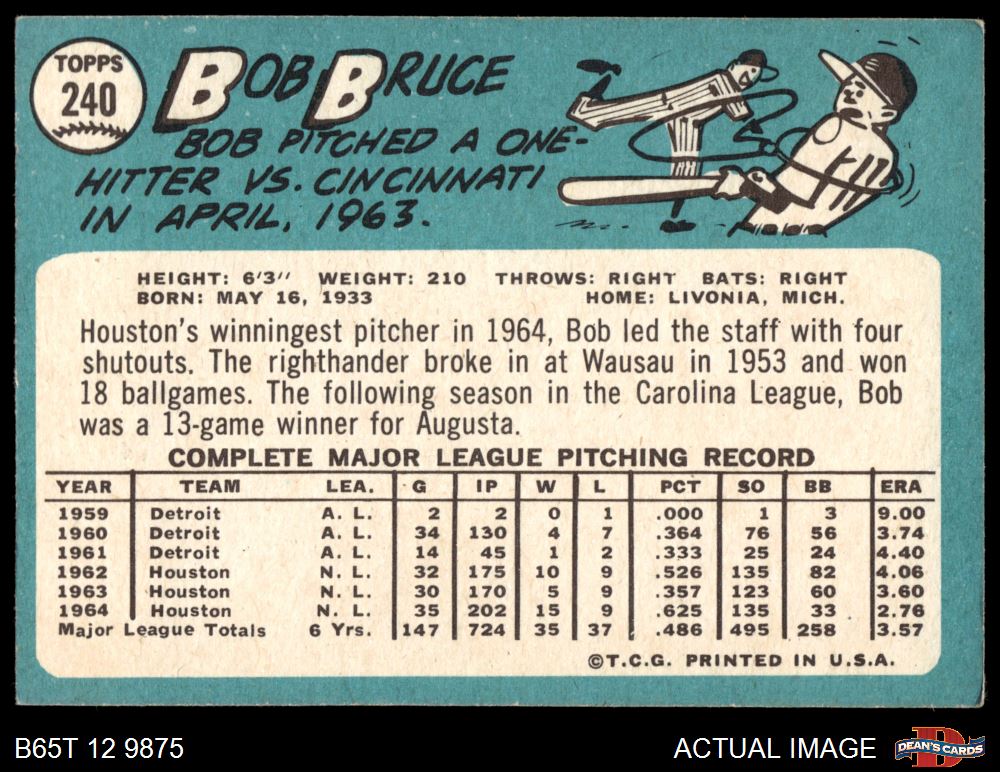 TOPPS
240
BOB BRUCE
BOB PITCHED A ONE-
HITTER VS. CINCINNATI
IN APRIL, 1963.
HEIGHT: 6'3" WEIGHT: 210 THROWS: RIGHT BATS: RIGHT
BORN: MAY 16, 1933 HOME: LIVONIA, MICH.
Houston's winningest pitcher in 1964, Bob led the staff with four
shutouts. The righthander broke in at Wausau in 1953 and won
18 ballgames. The following season in the Carolina League, Bob
was a 13-game winner for Augusta.
COMPLETE MAJOR LEAGUE PITCHING RECORD
YEAR TEAM LEA. G IP W L PCT SO BB ERA
1959 Detroit A. L. 2 2 0 1 .000 1 3 9.00
1960 Detroit A. L. 34 130 4 7 .364 76 56 3.74
1961 Detroit A. L. 14 45 1 2 .333 25 24 4.40
1962 Houston N. L. 32 175 10 9 .526 135 82 4.06
1963 Houston N. L. 30 170 5 9 .357 123 60 3.60
1964 Houston N. L. 35 202 15 9 .625 135 33 2.76
Major League Totals 6 Yrs. 147 724 35 37 .486 495 258 3.57
©T.C.G. PRINTED IN U.S.A.
B65T 12 9875 ACTUAL IMAGE
D
DEAN'S CARDS